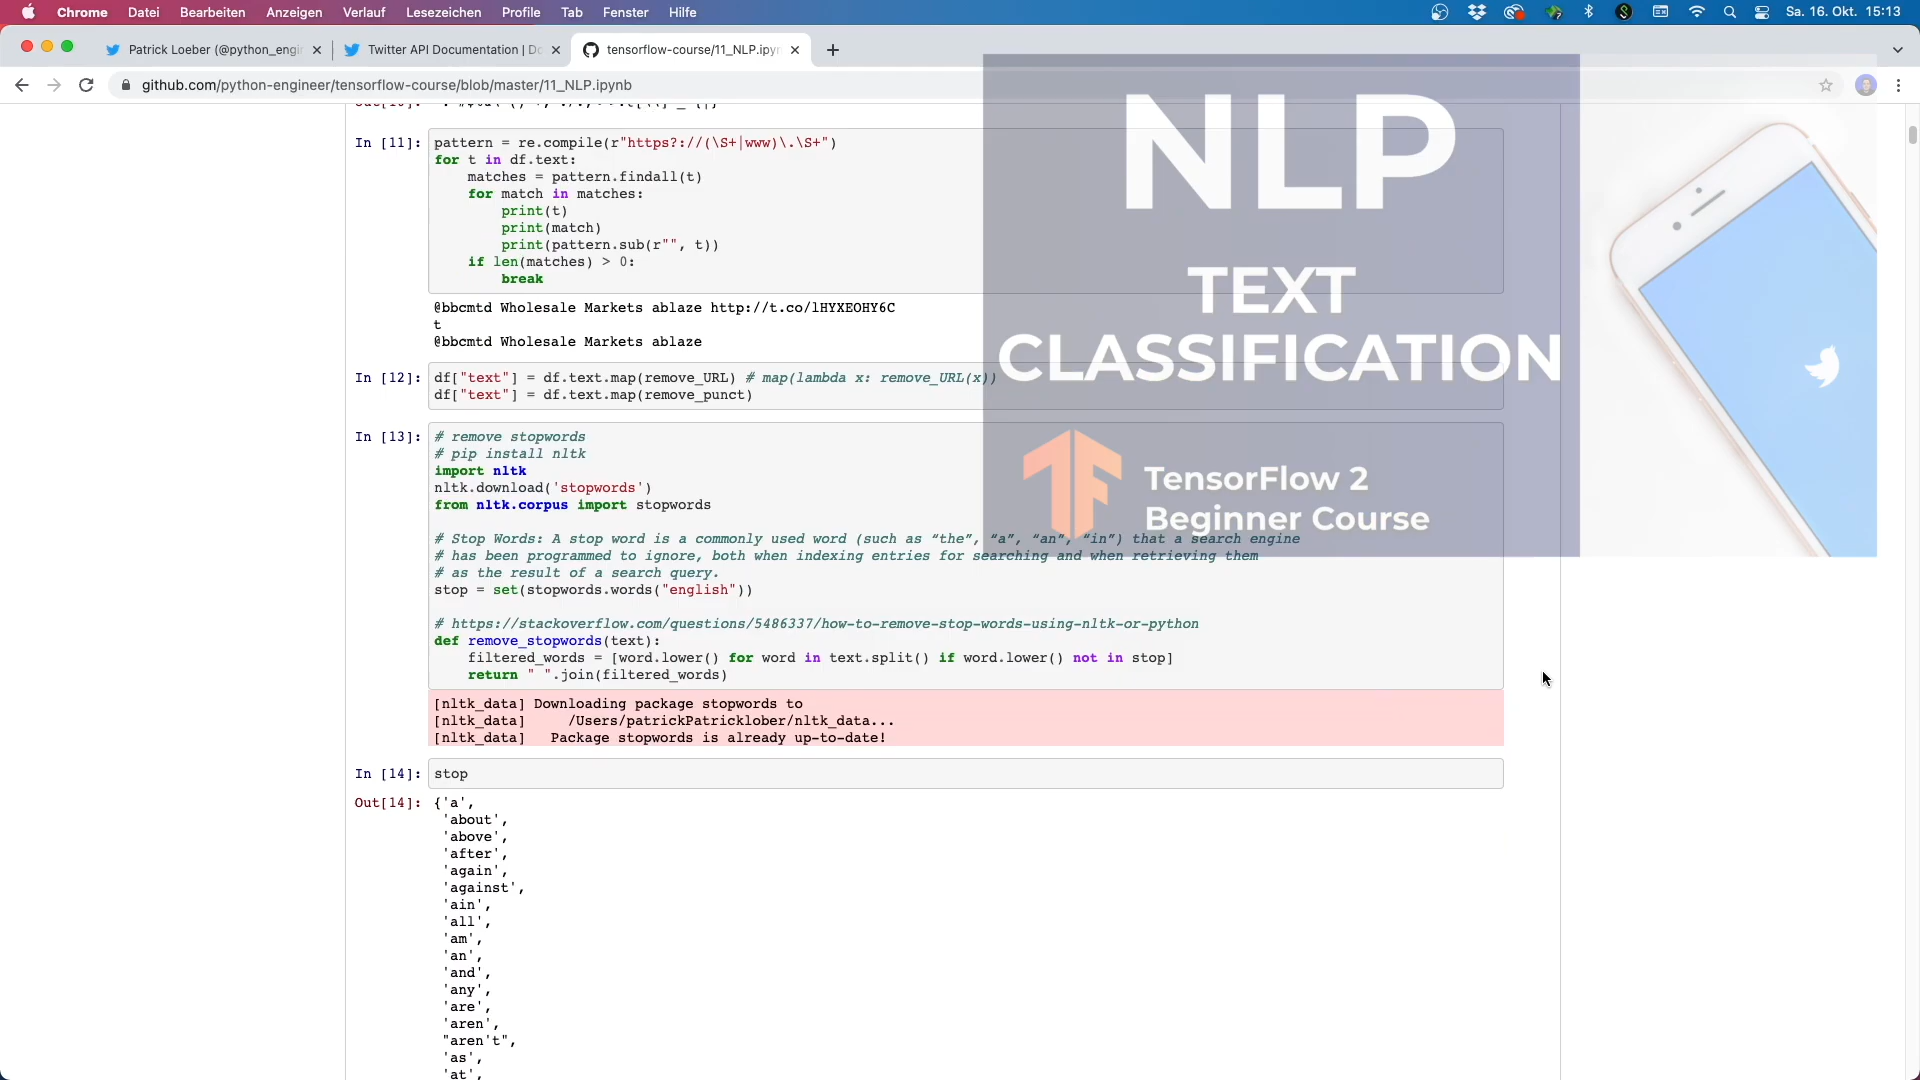 Chrome Datei Bearbeiten Anzeigen Verlauf Lesezeichen Profile Tab Fenster Hilfe Sa. 16. Okt. 15:13
Patrick Loeber (@python_engin Twitter API Documentation | Do tensorflow-course/11_NLP.ipyn
github.com/python-engineer/tensorflow-course/blob/master/11_NLP.ipynb
In [11]: pattern = re.compile(r"https?://(\S+|www)\.\S+")
for t in df.text:
matches = pattern.findall(t)
for match in matches:
print(t)
print(match)
print(pattern.sub(r"", t))
if len(matches) > 0:
break
@bbcmtd Wholesale Markets ablaze http://t.co/lHYXEOHY6C
t
@bbcmtd Wholesale Markets ablaze
In [12]: df["text"] = df.text.map(remove_URL) # map(lambda x: remove_URL(x))
df["text"] = df.text.map(remove_punct)
In [13]: # remove stopwords
# pip install nltk
import nltk
nltk.download('stopwords')
from nltk.corpus import stopwords
# Stop Words: A stop word is a commonly used word (such as “the”, “a”, “an”, “in”) that a search engine
# has been programmed to ignore, both when indexing entries for searching and when retrieving them
# as the result of a search query.
stop = set(stopwords.words("english"))
# https://stackoverflow.com/questions/5486337/how-to-remove-stop-words-using-nltk-or-python
def remove_stopwords(text):
filtered_words = [word.lower() for word in text.split() if word.lower() not in stop]
return " ".join(filtered_words)
[nltk_data] Downloading package stopwords to
[nltk_data] /Users/patrickPatricklober/nltk_data...
[nltk_data] Package stopwords is already up-to-date!
In [14]: stop
Out[14]: {'a',
'about',
'above',
'after',
'again',
'against',
'ain',
'all',
'am',
'an',
'and',
'any',
'are',
'aren',
"aren't",
'as',
'at',
NLP
TEXT
CLASSIFICATION
TensorFlow 2
Beginner Course